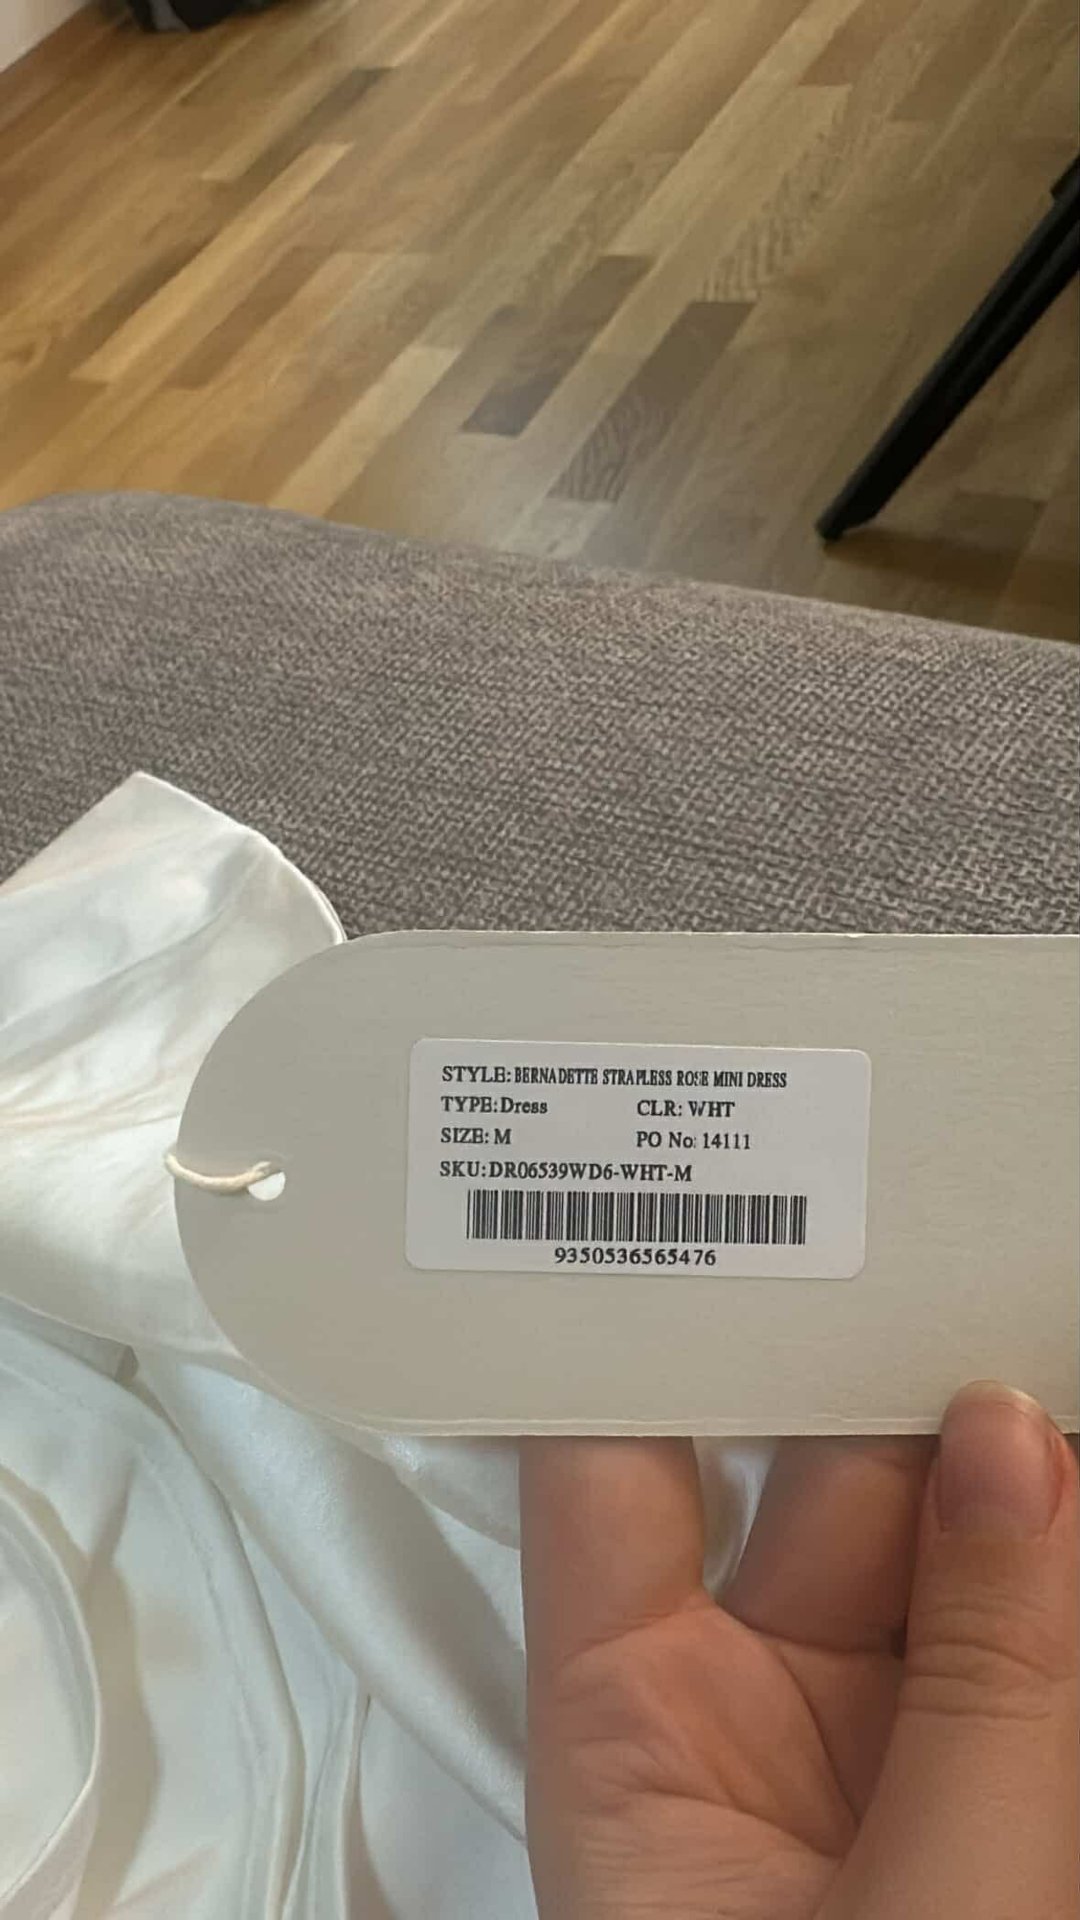 STYLE: BERNADETTE STRAPLESS ROSE MINI DRESS
TYPE: Dress CLR: WHT
SIZE: M PO No: 14111
SKU: DR06539WD6-WHT-M
9350536565476